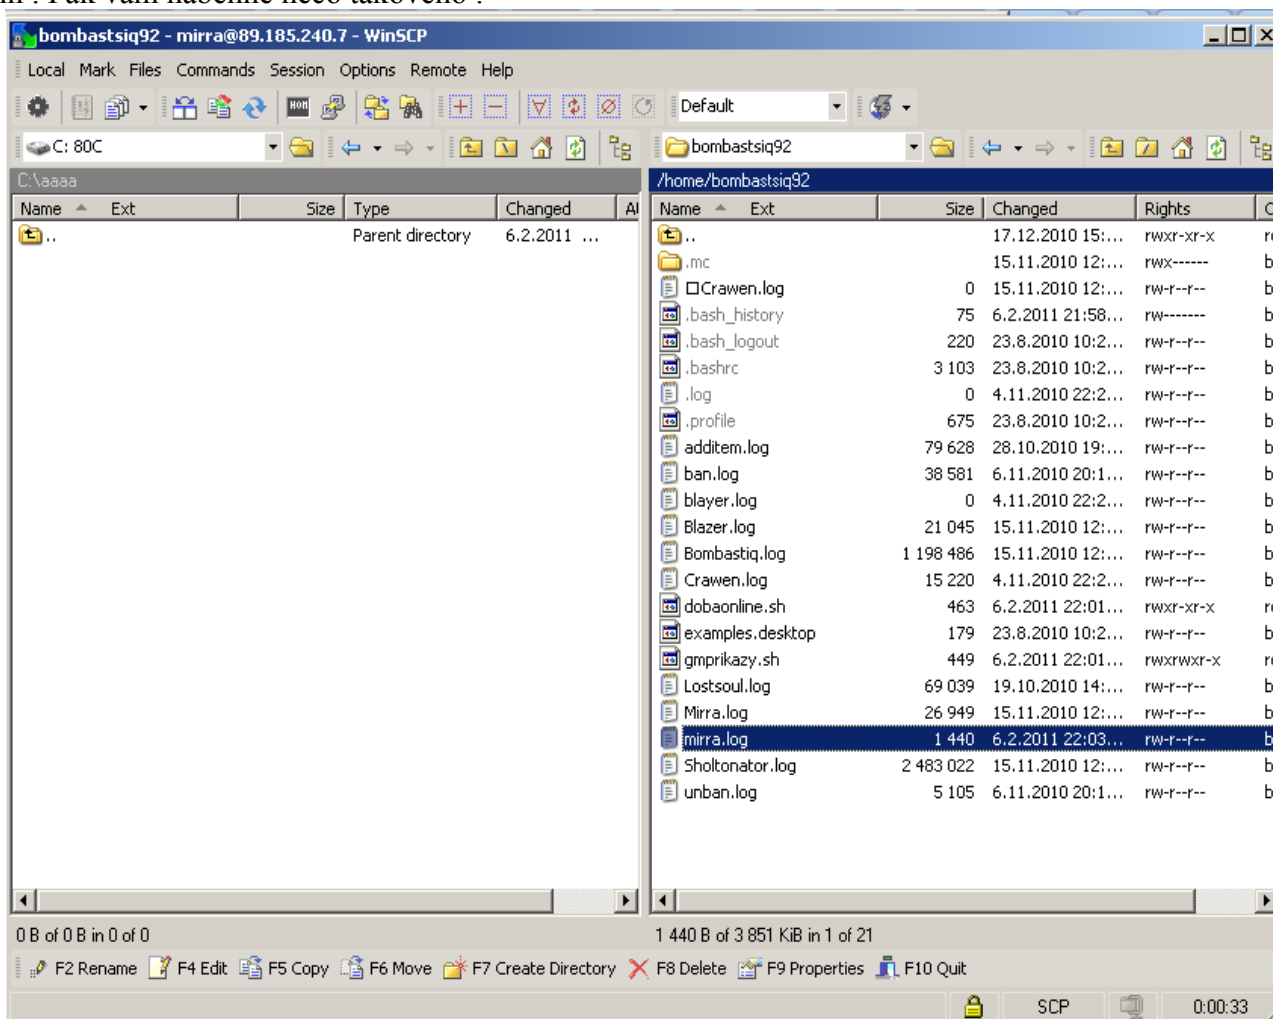 . Pak vám naběhne něco takového .
bombastsiq92 - mirra@89.185.240.7 - WinSCP
Local Mark Files Commands Session Options Remote Help
Default
C: 80C
bombastsiq92
C:\aaaa
/home/bombastsiq92
Name Ext Size Type Changed
Name Ext Size Changed Rights
.. Parent directory 6.2.2011 ...
.. 17.12.2010 15:... rwxr-xr-x
.mc 15.11.2010 12:... rwx------
□Crawen.log 0 15.11.2010 12:... rw-r--r--
.bash_history 75 6.2.2011 21:58... rw-------
.bash_logout 220 23.8.2010 10:2... rw-r--r--
.bashrc 3 103 23.8.2010 10:2... rw-r--r--
.log 0 4.11.2010 22:2... rw-r--r--
.profile 675 23.8.2010 10:2... rw-r--r--
additem.log 79 628 28.10.2010 19:... rw-r--r--
ban.log 38 581 6.11.2010 20:1... rw-r--r--
blayer.log 0 4.11.2010 22:2... rw-r--r--
Blazer.log 21 045 15.11.2010 12:... rw-r--r--
Bombastiq.log 1 198 486 15.11.2010 12:... rw-r--r--
Crawen.log 15 220 4.11.2010 22:2... rw-r--r--
dobaonline.sh 463 6.2.2011 22:01... rwxr-xr-x
examples.desktop 179 23.8.2010 10:2... rw-r--r--
gmprikazy.sh 449 6.2.2011 22:01... rwxrwxr-x
Lostsoul.log 69 039 19.10.2010 14:... rw-r--r--
Mirra.log 26 949 15.11.2010 12:... rw-r--r--
mirra.log 1 440 6.2.2011 22:03... rw-r--r--
Sholtonator.log 2 483 022 15.11.2010 12:... rw-r--r--
unban.log 5 105 6.11.2010 20:1... rw-r--r--
0 B of 0 B in 0 of 0
1 440 B of 3 851 KiB in 1 of 21
F2 Rename F4 Edit F5 Copy F6 Move F7 Create Directory F8 Delete F9 Properties F10 Quit
SCP 0:00:33